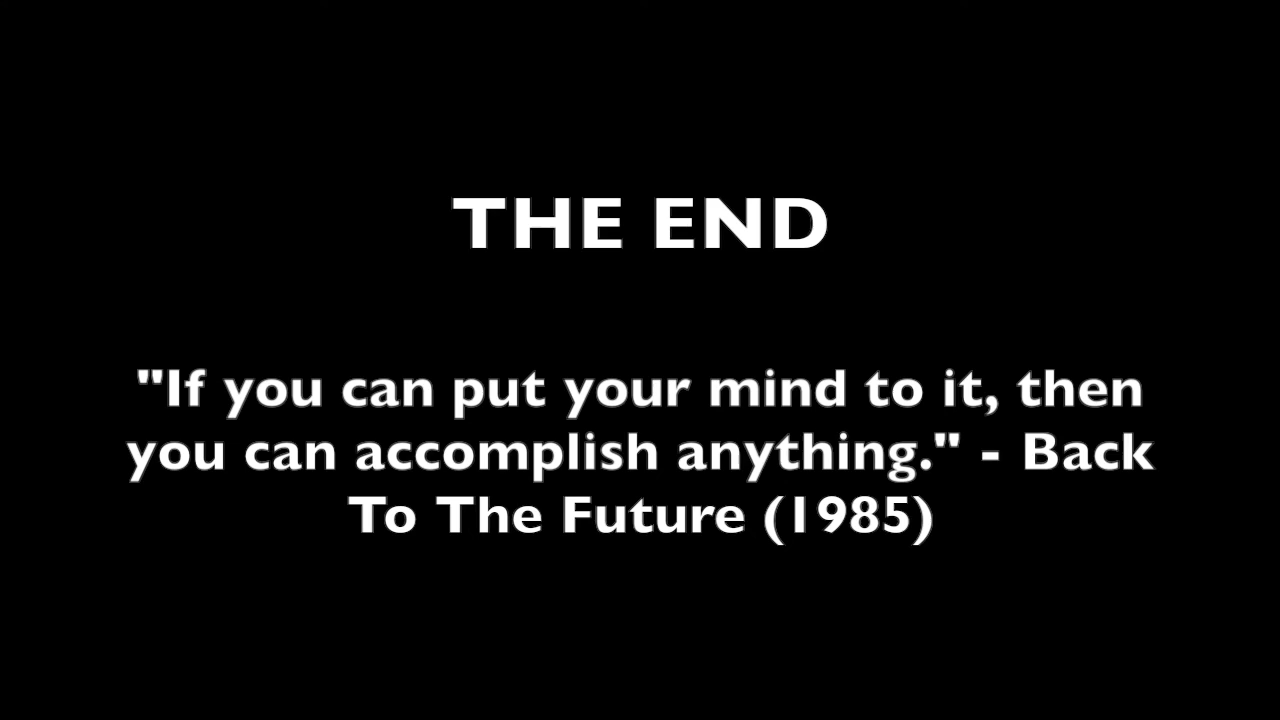 THE END
"If you can put your mind to it, then
you can accomplish anything." - Back
To The Future (1985)